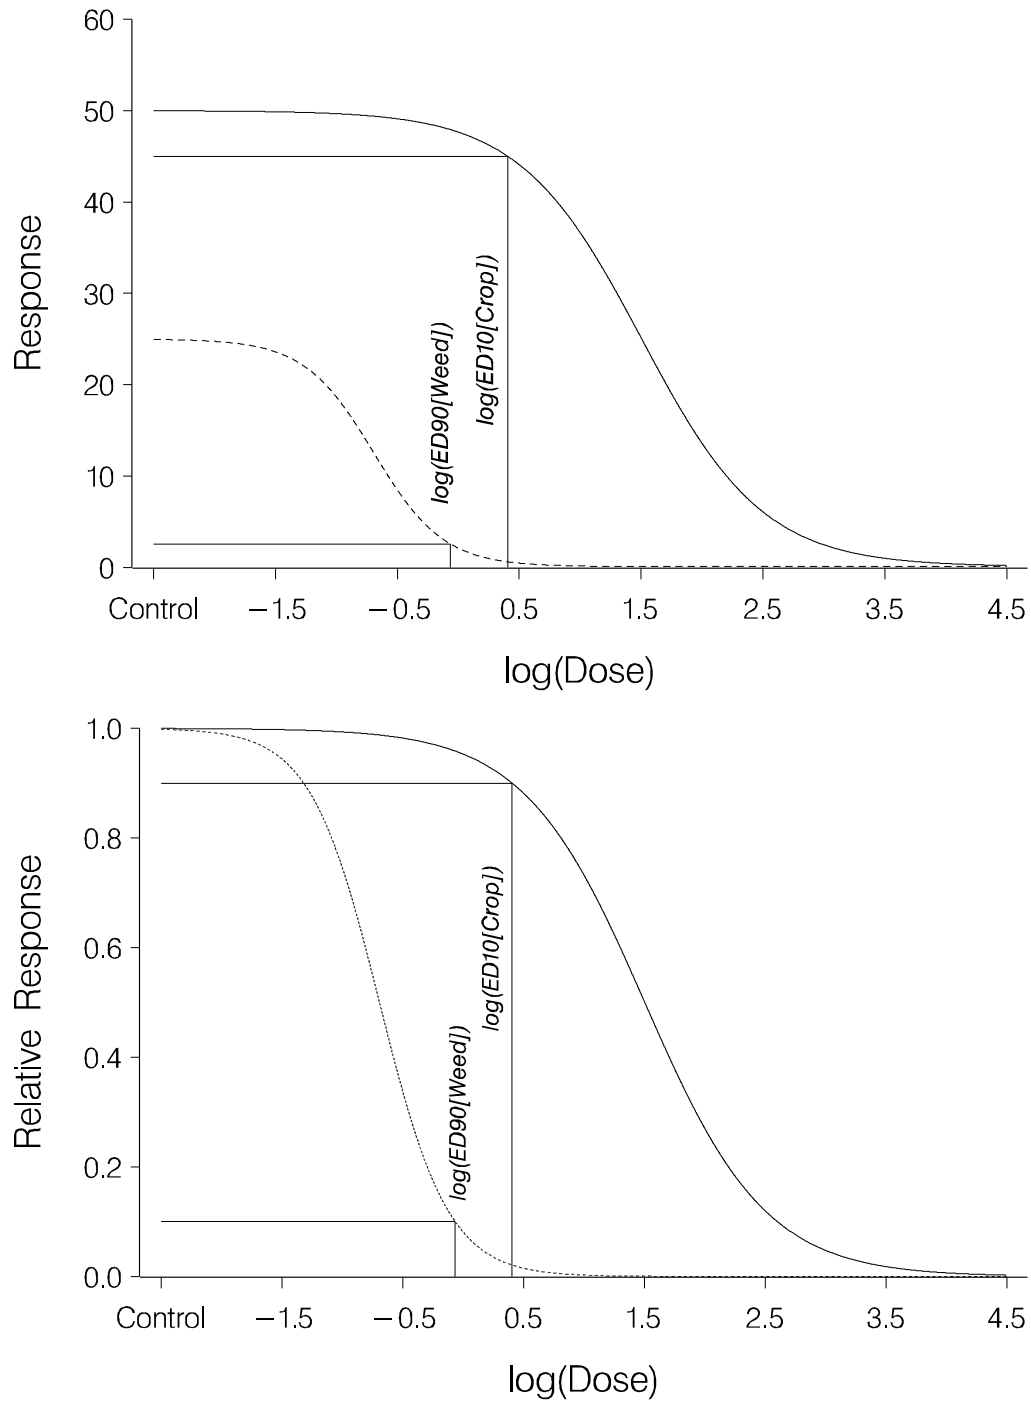 60
50
40
30
20
10
0
Response
log(ED90[Weed])
log(ED10[Crop])
Control −1.5 −0.5 0.5 1.5 2.5 3.5 4.5
log(Dose)
1.0
0.8
0.6
0.4
0.2
0.0
Relative Response
log(ED90[Weed])
log(ED10[Crop])
Control −1.5 −0.5 0.5 1.5 2.5 3.5 4.5
log(Dose)